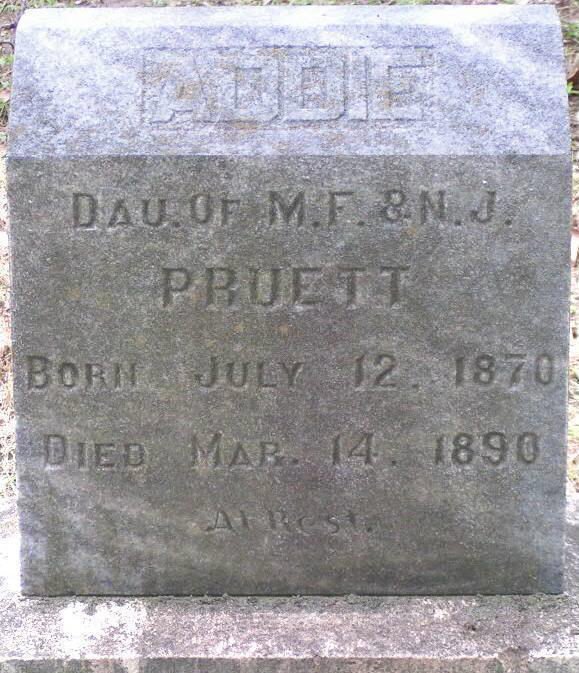 ADDIE
DAU. OF M. F. & N. J.
PRUETT
BORN JULY 12, 1870
DIED MAR. 14, 1890
At Rest.